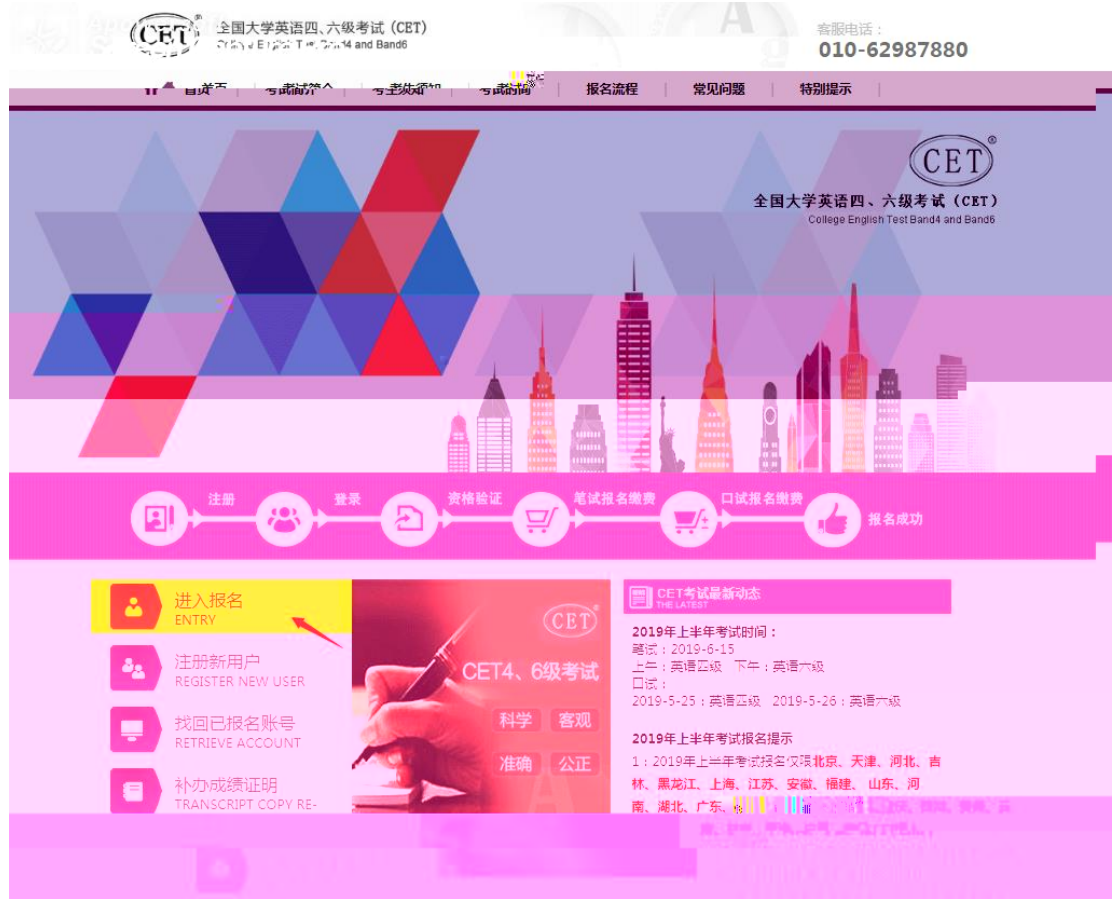 CET®
全国大学英语四、六级考试 (CET)
and Band6
客服电话：
010-62987880
报名流程
常见问题
特别提示
CET®
全国大学英语四、六级考试（CET）
College English Test Band4 and Band6
注册
登录
资格验证
笔试报名缴费
口试报名缴费
报名成功
进入报名
ENTRY
注册新用户
REGISTER NEW USER
找回已报名账号
RETRIEVE ACCOUNT
补办成绩证明
TRANSCRIPT COPY RE-
CET®
CET4、6级考试
科学 客观
准确 公正
CET考试最新动态
THE LATEST
2019年上半年考试时间：
笔试：2019-6-15
上午：英语四级 下午：英语六级
口试：
2019-5-25：英语四级 2019-5-26：英语六级
2019年上半年考试报名提示
1：2019年上半年考试报名仅限北京、天津、河北、吉
林、黑龙江、上海、江苏、安徽、福建、山东、河
南、湖北、广东、